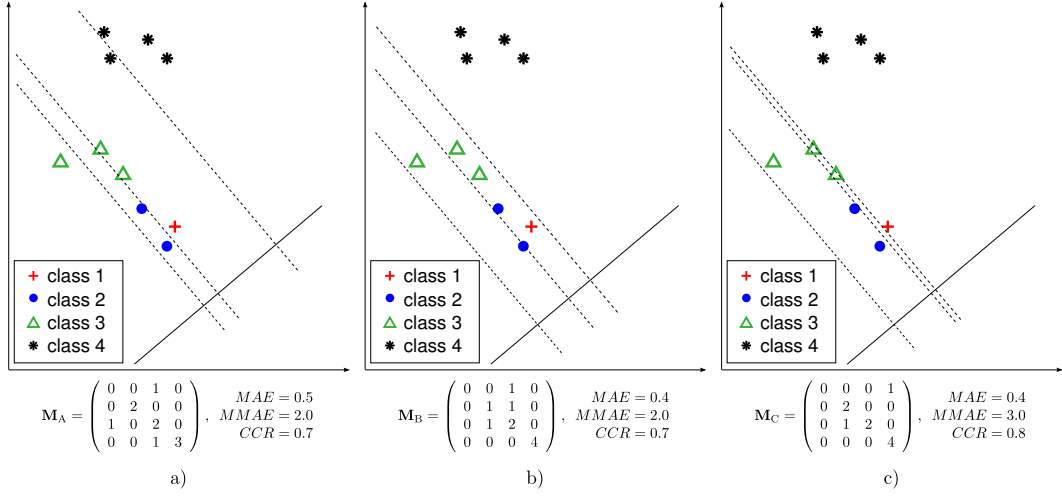 class 1
class 2
class 3
class 4
class 1
class 2
class 3
class 4
class 1
class 2
class 3
class 4
M_A = ( 0 0 1 0
0 2 0 0
1 0 2 0
0 0 1 3 ) ,
MAE = 0.5
MMAE = 2.0
CCR = 0.7
M_B = ( 0 0 1 0
0 1 1 0
0 1 2 0
0 0 0 4 ) ,
MAE = 0.4
MMAE = 2.0
CCR = 0.7
M_C = ( 0 0 0 1
0 2 0 0
0 1 2 0
0 0 0 4 ) ,
MAE = 0.4
MMAE = 3.0
CCR = 0.8
a)
b)
c)